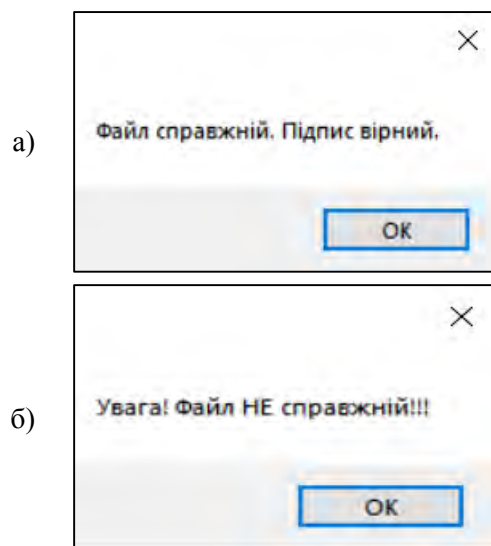 а)
Файл справжній. Підпис вірний.
OK
б)
Увага! Файл НЕ справжній!!!
OK